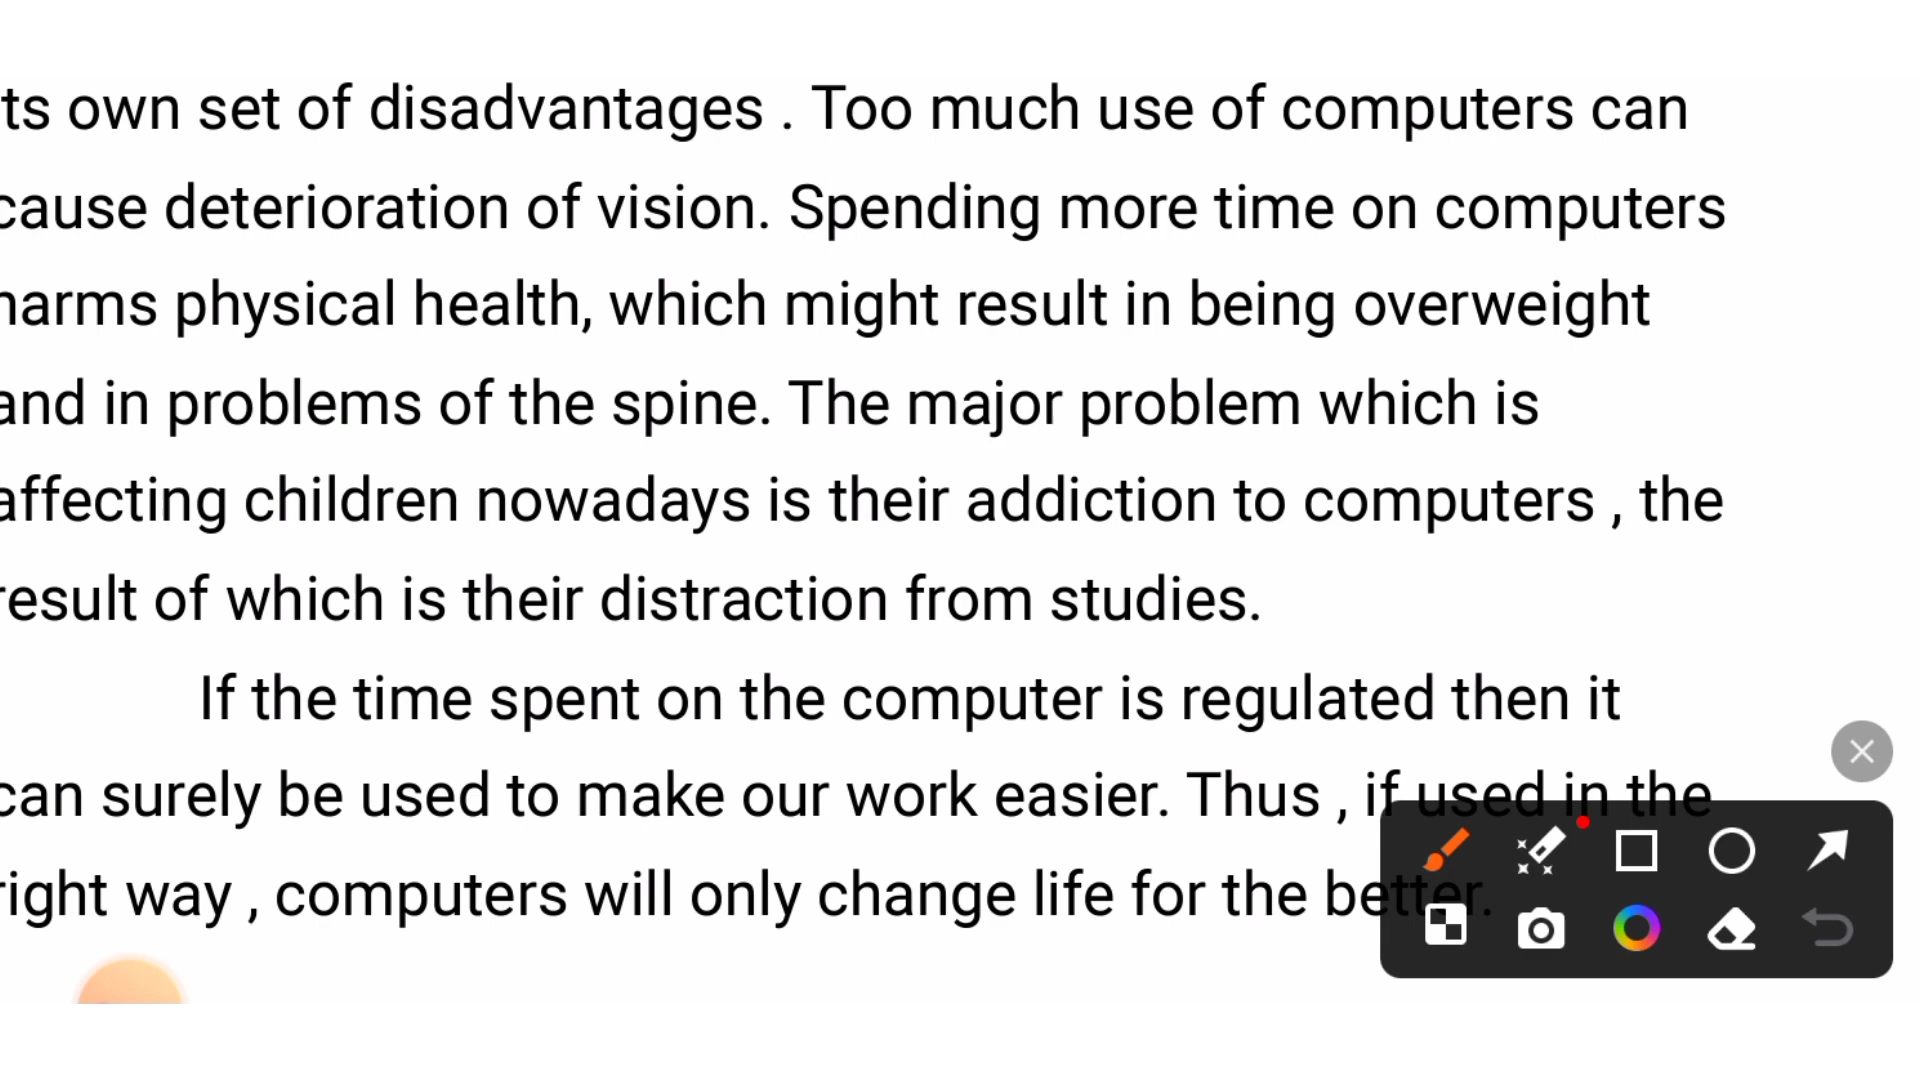 ts own set of disadvantages . Too much use of computers can
cause deterioration of vision. Spending more time on computers
harms physical health, which might result in being overweight
and in problems of the spine. The major problem which is
affecting children nowadays is their addiction to computers , the
result of which is their distraction from studies.
If the time spent on the computer is regulated then it
can surely be used to make our work easier. Thus , if used in the
right way , computers will only change life for the better.